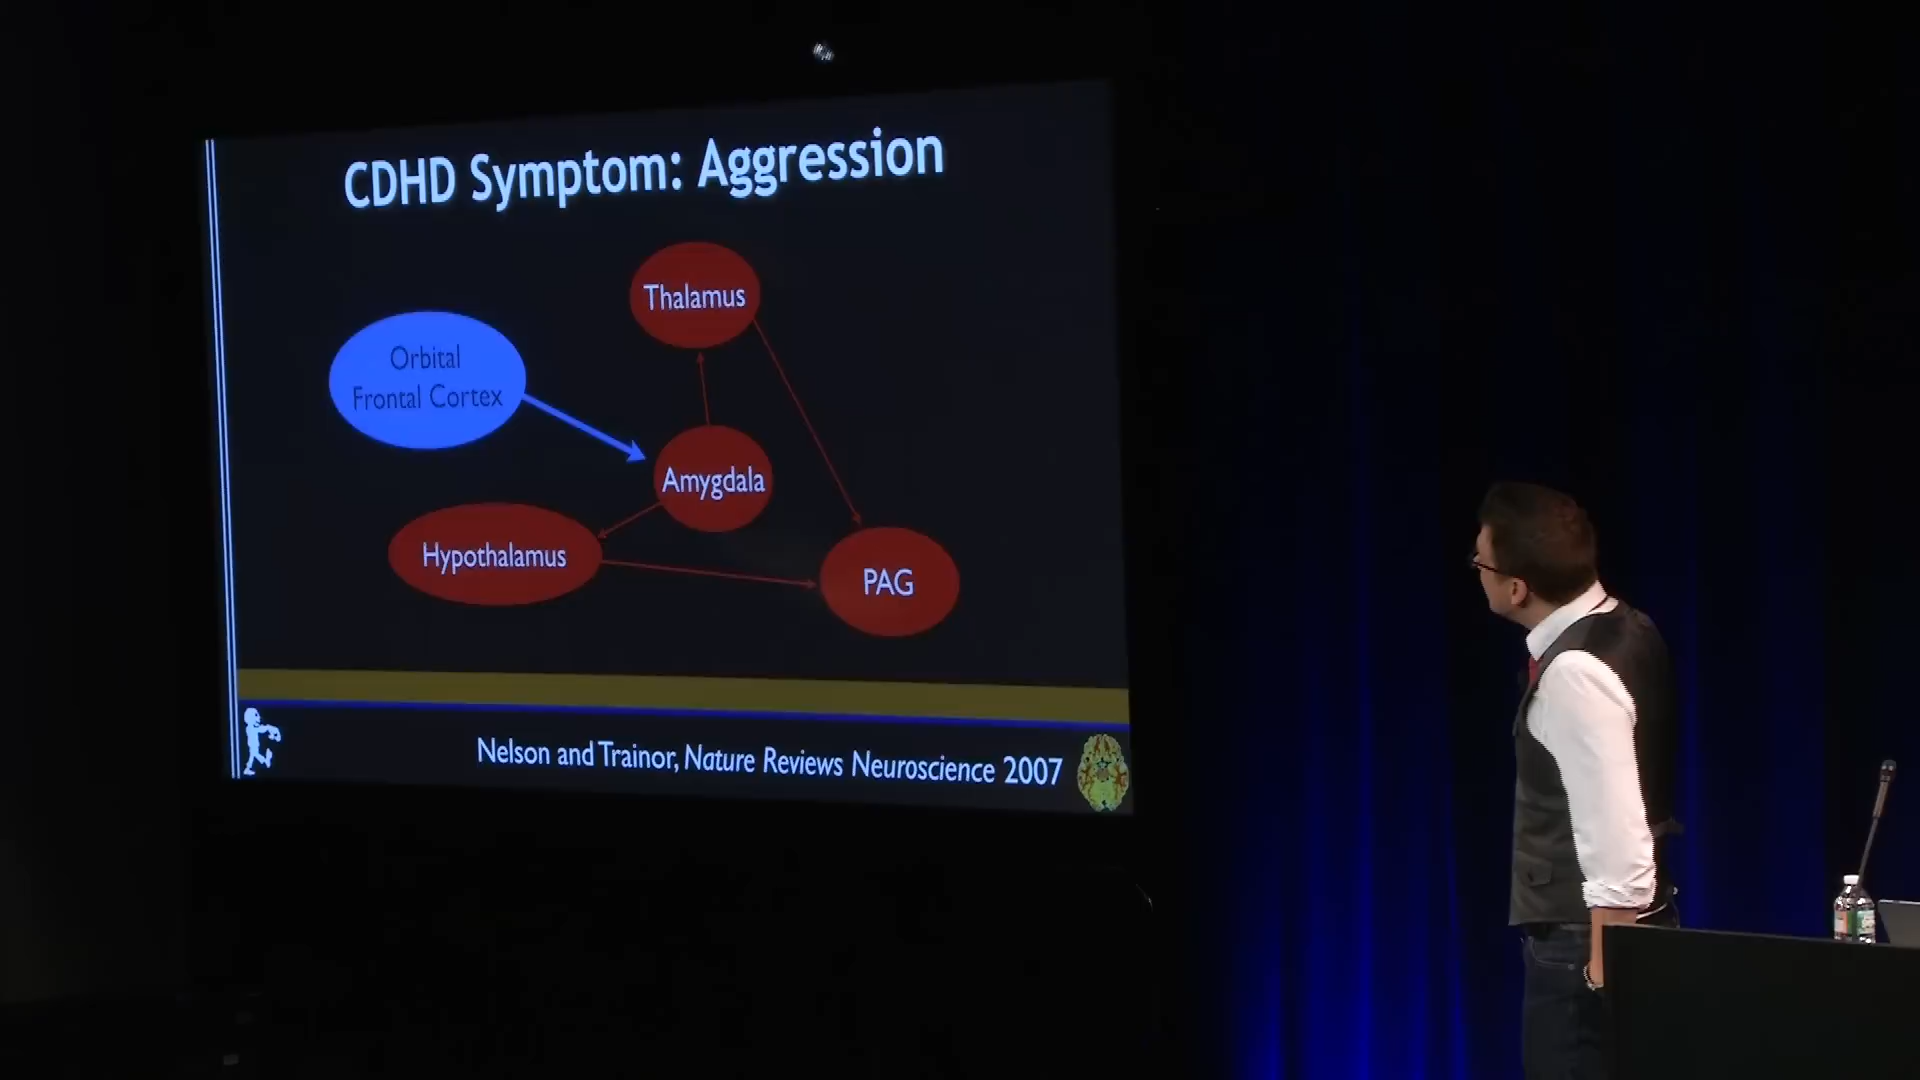 CDHD Symptom: Aggression
Thalamus
Orbital
Frontal Cortex
Amygdala
Hypothalamus
PAG
Nelson and Trainor, Nature Reviews Neuroscience 2007